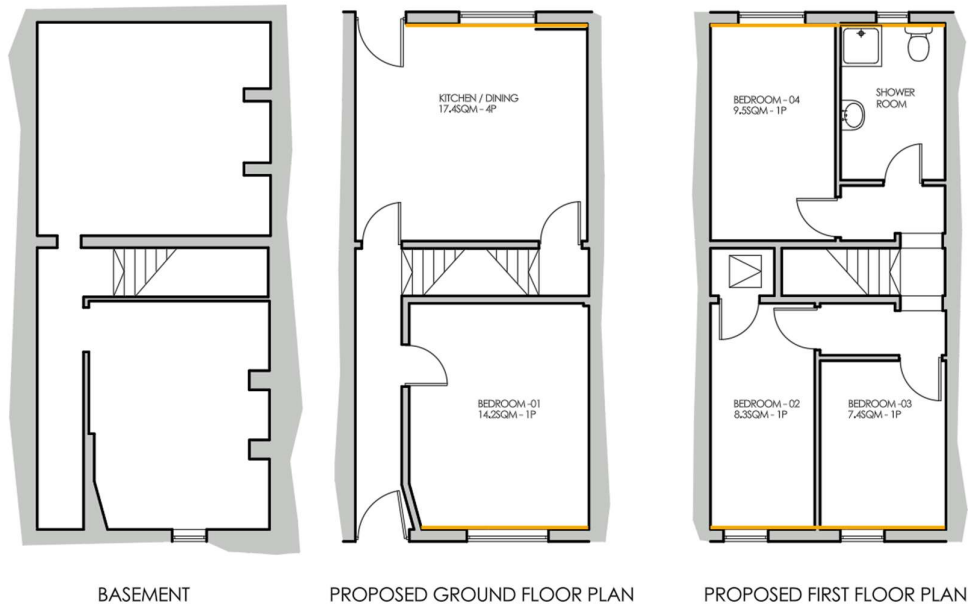 KITCHEN / DINING
17.4SQM - 4P
BEDROOM - 04
9.5SQM - 1P
SHOWER
ROOM
BEDROOM -01
14.2SQM - 1P
BEDROOM - 02
8.3SQM - 1P
BEDROOM - 03
7.4SQM - 1P
BASEMENT
PROPOSED GROUND FLOOR PLAN
PROPOSED FIRST FLOOR PLAN